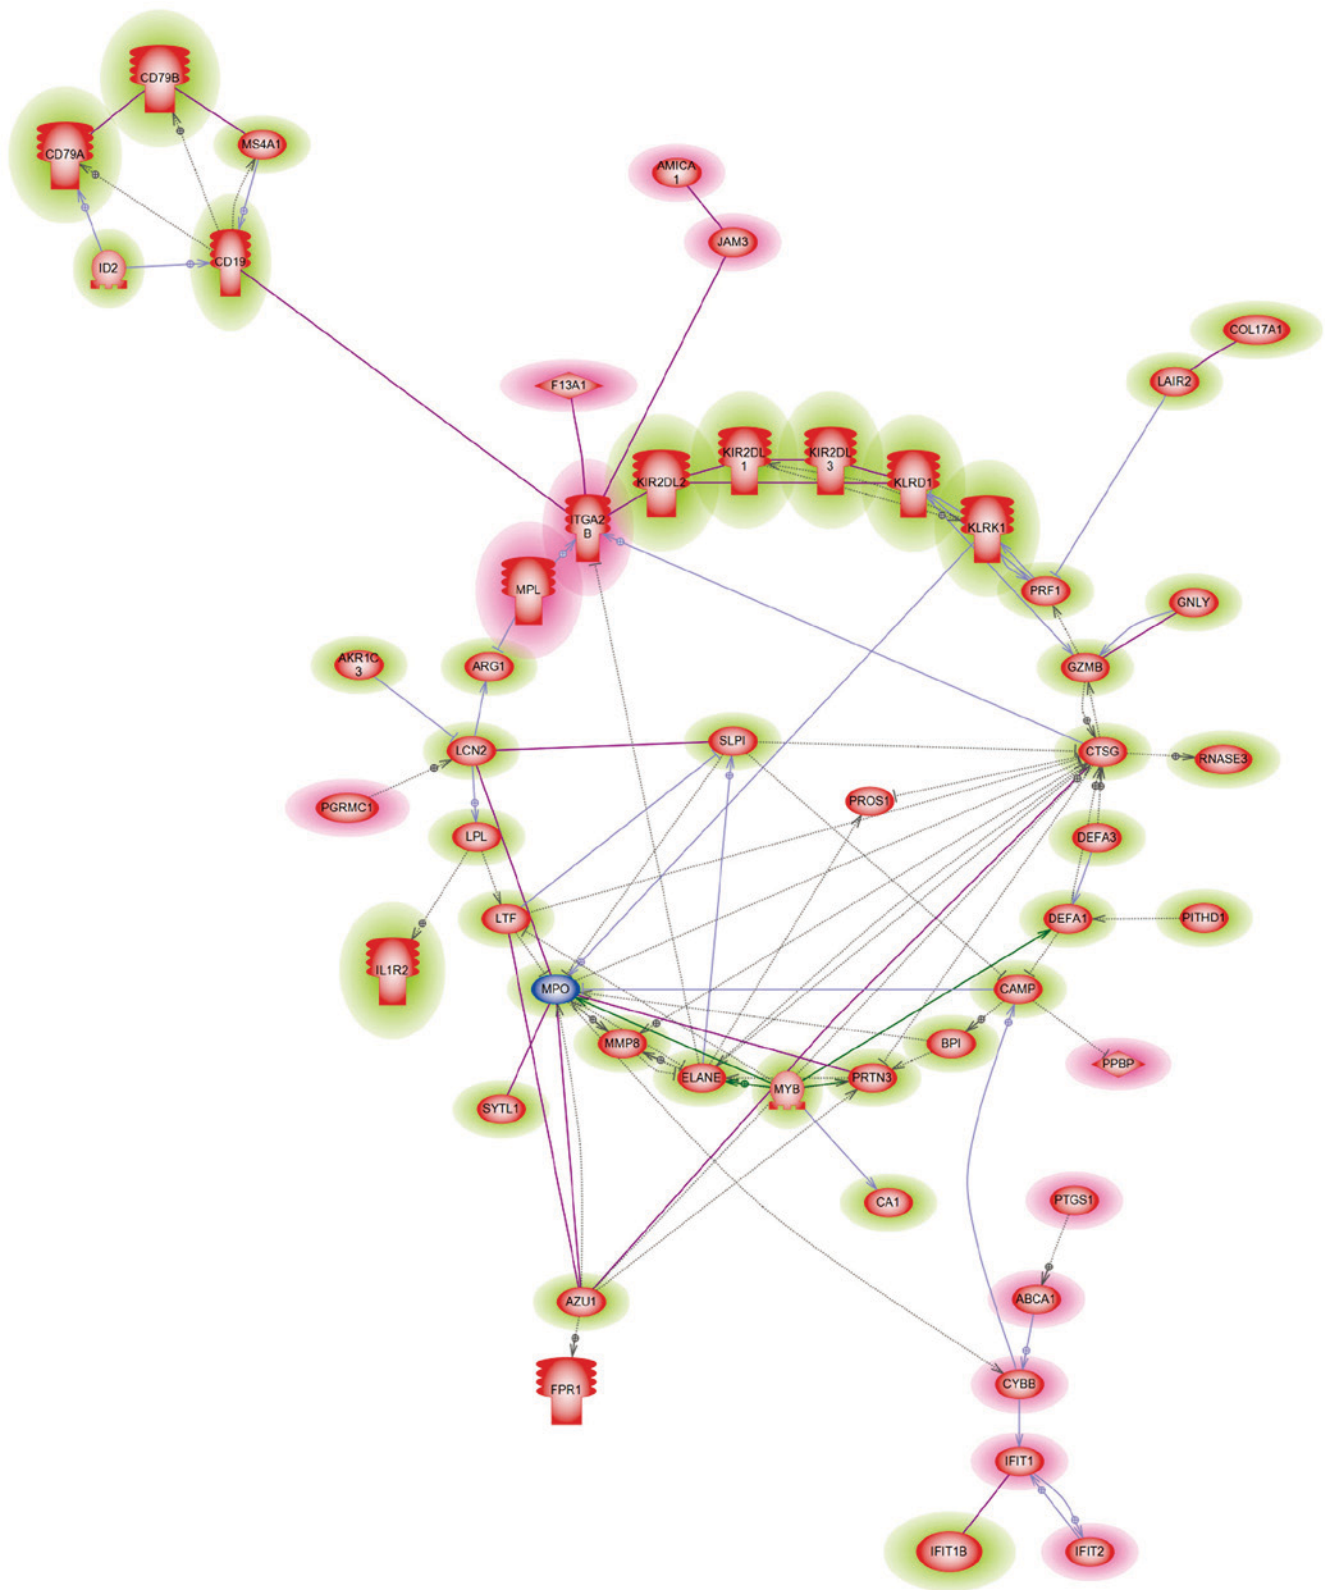 CD79B
CD79A
MS4A1
ID2
CD19
AMICA
1
JAM3
COL17A1
LAIR2
F13A1
KIR2DL2
KIR2DL
1
KIR2DL
3
KLRD1
KLRK1
ITGA2
B
MPL
PRF1
GNLY
AKR1C
3
ARG1
GZMB
LCN2
SLPI
CTSG
RNASE3
PGRMC1
PROS1
LPL
DEFA3
LTF
DEFA1
PITHD1
IL1R2
MPO
CAMP
MMP8
BPI
PPBP
ELANE
MYB
PRTN3
SYTL1
CA1
PTGS1
AZU1
ABCA1
FPR1
CYBB
IFIT1
IFIT1B
IFIT2